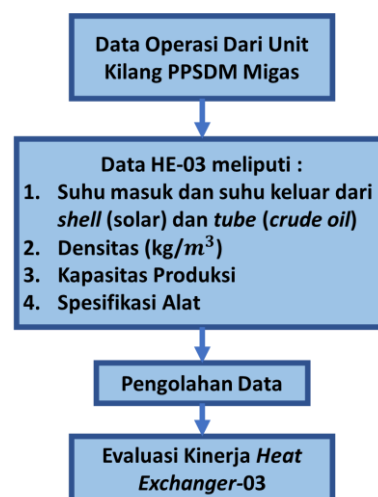 Data Operasi Dari Unit
Kilang PPSDM Migas
Data HE-03 meliputi :
1. Suhu masuk dan suhu keluar dari
shell (solar) dan tube (crude oil)
2. Densitas (kg/m³)
3. Kapasitas Produksi
4. Spesifikasi Alat
Pengolahan Data
Evaluasi Kinerja Heat
Exchanger-03